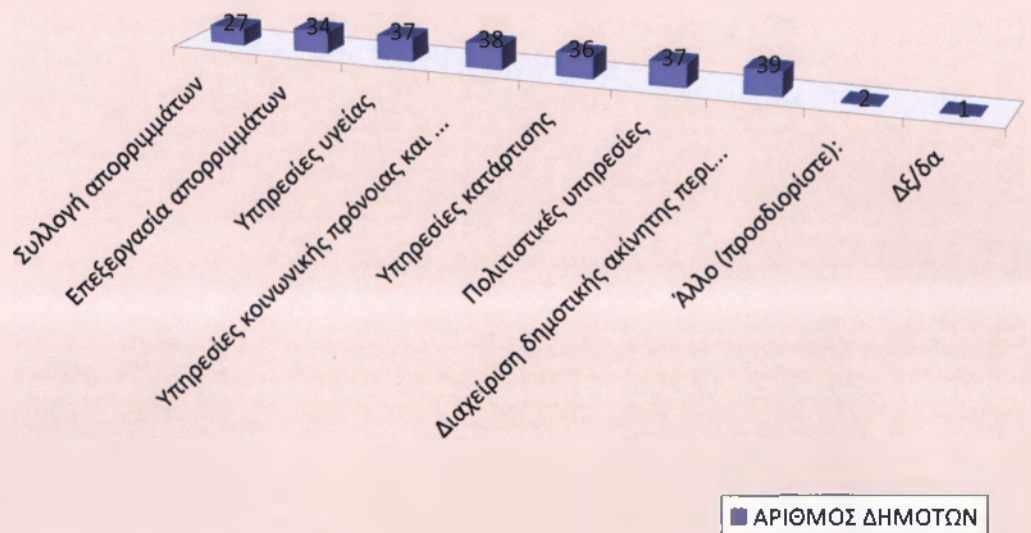 27
34
37
38
36
37
39
2
1
Συλλογή απορριμμάτων
Επεξεργασία απορριμμάτων
Υπηρεσίες υγείας
Υπηρεσίες κοινωνικής πρόνοιας και ...
Υπηρεσίες κατάρτισης
Πολιτιστικές υπηρεσίες
Διαχείριση δημοτικής ακίνητης περι...
Άλλο (προσδιορίστε):
Δξ/δα
ΑΡΙΘΜΟΣ ΔΗΜΟΤΩΝ